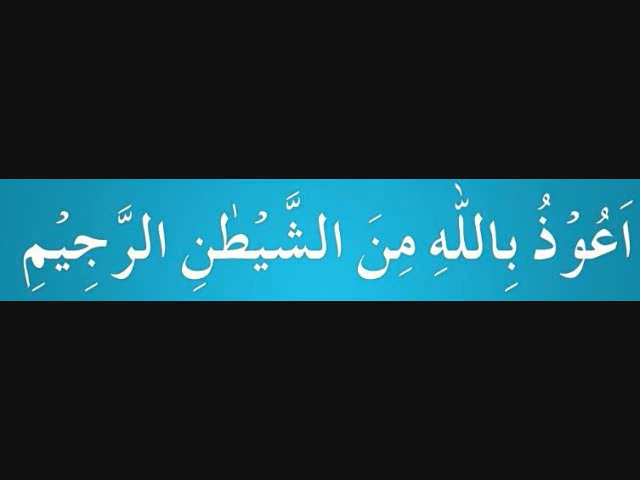 اَعُوْذُ بِاللّٰهِ مِنَ الشَّيْطٰنِ الرَّجِيْمِ